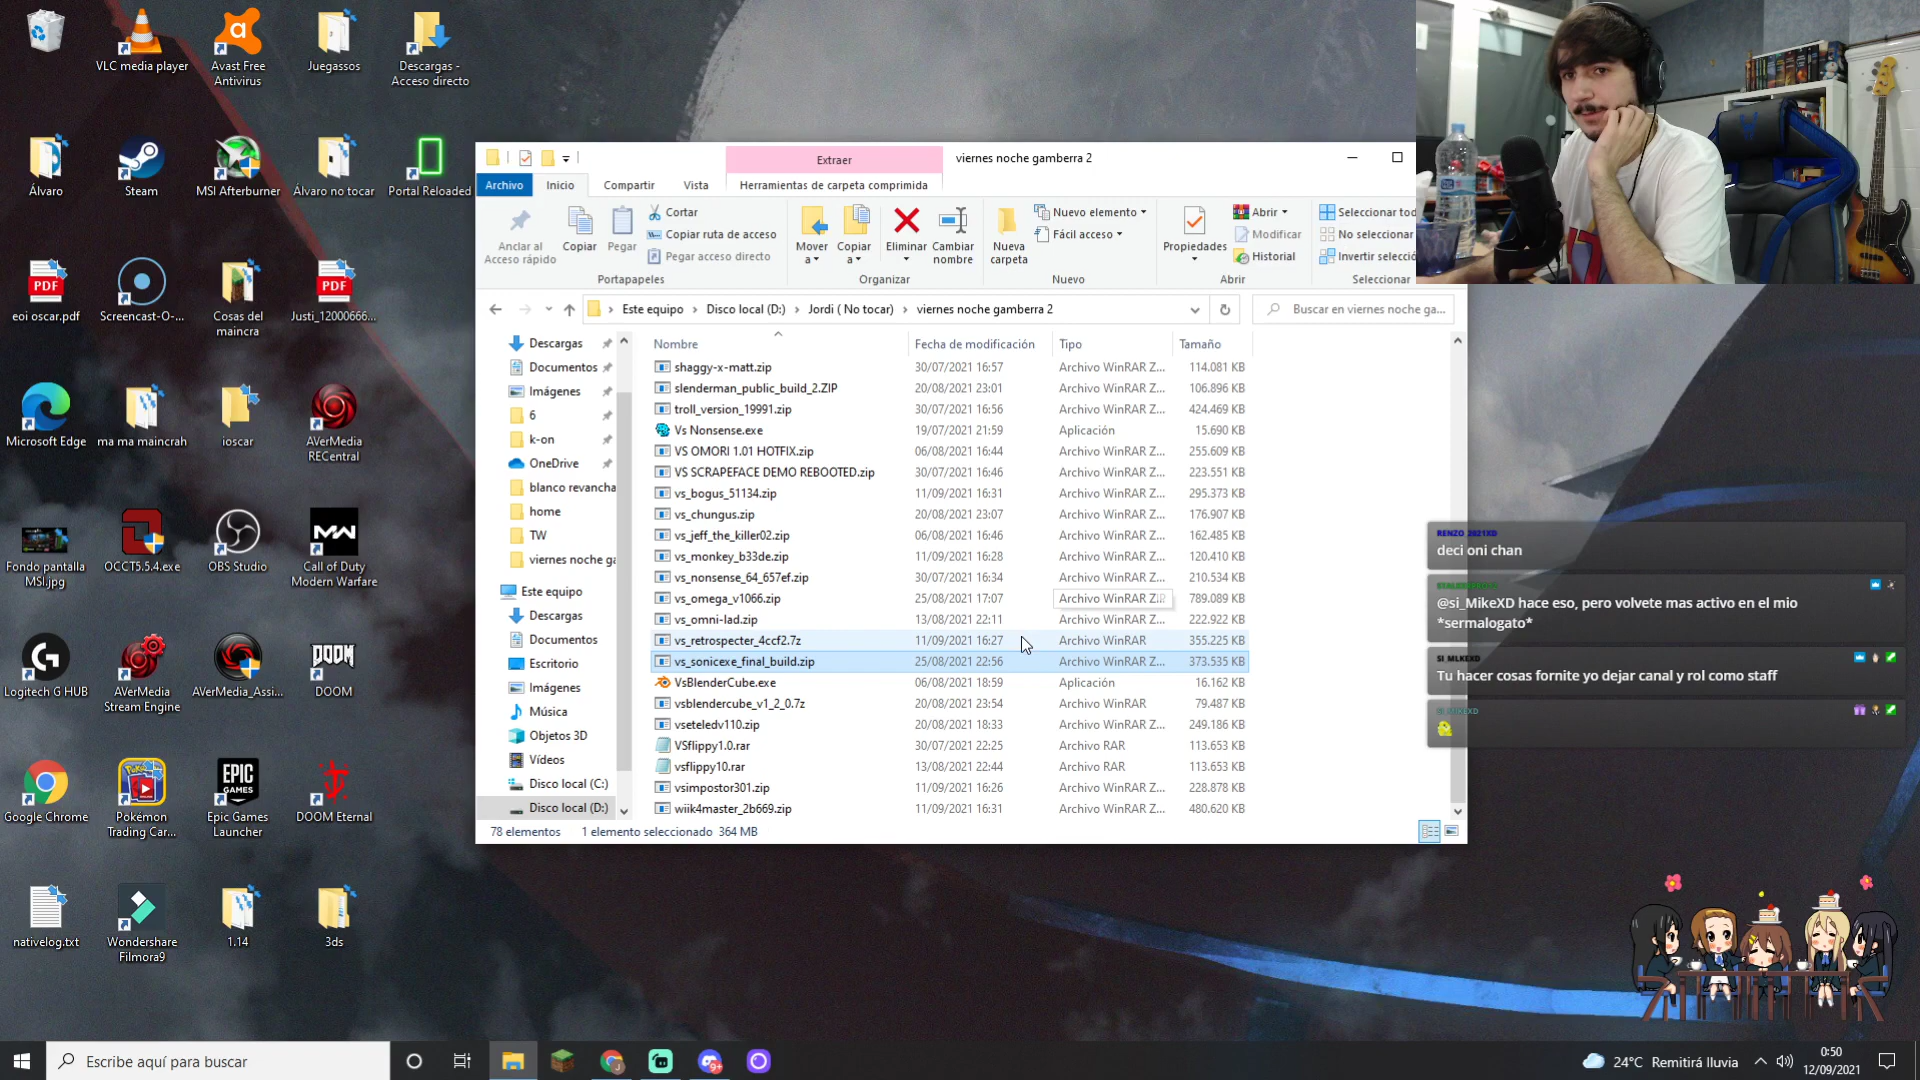 VLC media player
Avast Free
Antivirus
Juegassos
Descargas -
Acceso directo
Álvaro
Steam
MSI Afterburner
Álvaro no tocar
Portal Reloaded
PDF
eoi oscar.pdf
Screencast-O-...
Cosas del
maincra
PDF
Justi_12000666...
Microsoft Edge
ma ma maincrah
ioscar
AVerMedia
RECentral
Fondo pantalla
MSI.jpg
OCCT5.5.4.exe
OBS Studio
Call of Duty
Modern Warfare
Logitech G HUB
AVerMedia
Stream Engine
AVerMedia_Assi...
DOOM
DOOM
Google Chrome
Pokémon
Trading Car...
EPIC
GAMES
Epic Games
Launcher
DOOM Eternal
nativelog.txt
Wondershare
Filmora9
1.14
3ds
Extraer
viernes noche gamberra 2
Archivo
Inicio
Compartir
Vista
Herramientas de carpeta comprimida
Anclar al
Acceso rápido
Copiar
Pegar
Cortar
Copiar ruta de acceso
Pegar acceso directo
Portapapeles
Mover
a
Copiar
a
Eliminar
Cambiar
nombre
Organizar
Nueva
carpeta
Nuevo elemento
Fácil acceso
Nuevo
Propiedades
Abrir
Modificar
Historial
Abrir
Seleccionar tod
No seleccionar
Invertir selecció
Seleccionar
Este equipo
Disco local (D:)
Jordi ( No tocar)
viernes noche gamberra 2
Buscar en viernes noche ga...
Descargas
Documentos
Imágenes
6
k-on
OneDrive
blanco revancha
home
TW
viernes noche ga
Este equipo
Descargas
Documentos
Escritorio
Imágenes
Música
Objetos 3D
Vídeos
Disco local (C:)
Disco local (D:)
Nombre Fecha de modificación Tipo Tamaño
shaggy-x-matt.zip 30/07/2021 16:57 Archivo WinRAR Z... 114.081 KB
slenderman_public_build_2.ZIP 20/08/2021 23:01 Archivo WinRAR Z... 106.896 KB
troll_version_19991.zip 30/07/2021 16:56 Archivo WinRAR Z... 424.469 KB
Vs Nonsense.exe 19/07/2021 21:59 Aplicación 15.690 KB
VS OMORI 1.01 HOTFIX.zip 06/08/2021 16:44 Archivo WinRAR Z... 255.609 KB
VS SCRAPEFACE DEMO REBOOTED.zip 30/07/2021 16:46 Archivo WinRAR Z... 223.551 KB
vs_bogus_51134.zip 11/09/2021 16:31 Archivo WinRAR Z... 295.373 KB
vs_chungus.zip 20/08/2021 23:07 Archivo WinRAR Z... 176.907 KB
vs_jeff_the_killer02.zip 06/08/2021 16:46 Archivo WinRAR Z... 162.485 KB
vs_monkey_b33de.zip 11/09/2021 16:28 Archivo WinRAR Z... 120.410 KB
vs_nonsense_64_657ef.zip 30/07/2021 16:34 Archivo WinRAR Z... 210.534 KB
vs_omega_v1066.zip 25/08/2021 17:07 Archivo WinRAR ZIP 789.089 KB
vs_omni-lad.zip 13/08/2021 22:11 Archivo WinRAR Z... 222.922 KB
vs_retrospecter_4ccf2.7z 11/09/2021 16:27 Archivo WinRAR 355.225 KB
vs_sonicexe_final_build.zip 25/08/2021 22:56 Archivo WinRAR Z... 373.535 KB
VsBlenderCube.exe 06/08/2021 18:59 Aplicación 16.162 KB
vsblendercube_v1_2_0.7z 20/08/2021 23:54 Archivo WinRAR 79.487 KB
vseteledv110.zip 20/08/2021 18:33 Archivo WinRAR Z... 249.186 KB
VSflippy1.0.rar 30/07/2021 22:25 Archivo RAR 113.653 KB
vsflippy10.rar 13/08/2021 22:44 Archivo RAR 113.653 KB
vsimpostor301.zip 11/09/2021 16:26 Archivo WinRAR Z... 228.878 KB
wiik4master_2b669.zip 11/09/2021 16:31 Archivo WinRAR Z... 480.620 KB
78 elementos 1 elemento seleccionado 364 MB
RENZO_2021XD
deci oni chan
@si_MikeXD hace eso, pero volvete mas activo en el mio
*sermalogato*
SI_MLKEXD
Tu hacer cosas fornite yo dejar canal y rol como staff
Escribe aquí para buscar
24°C Remitirá lluvia
0:50
12/09/2021